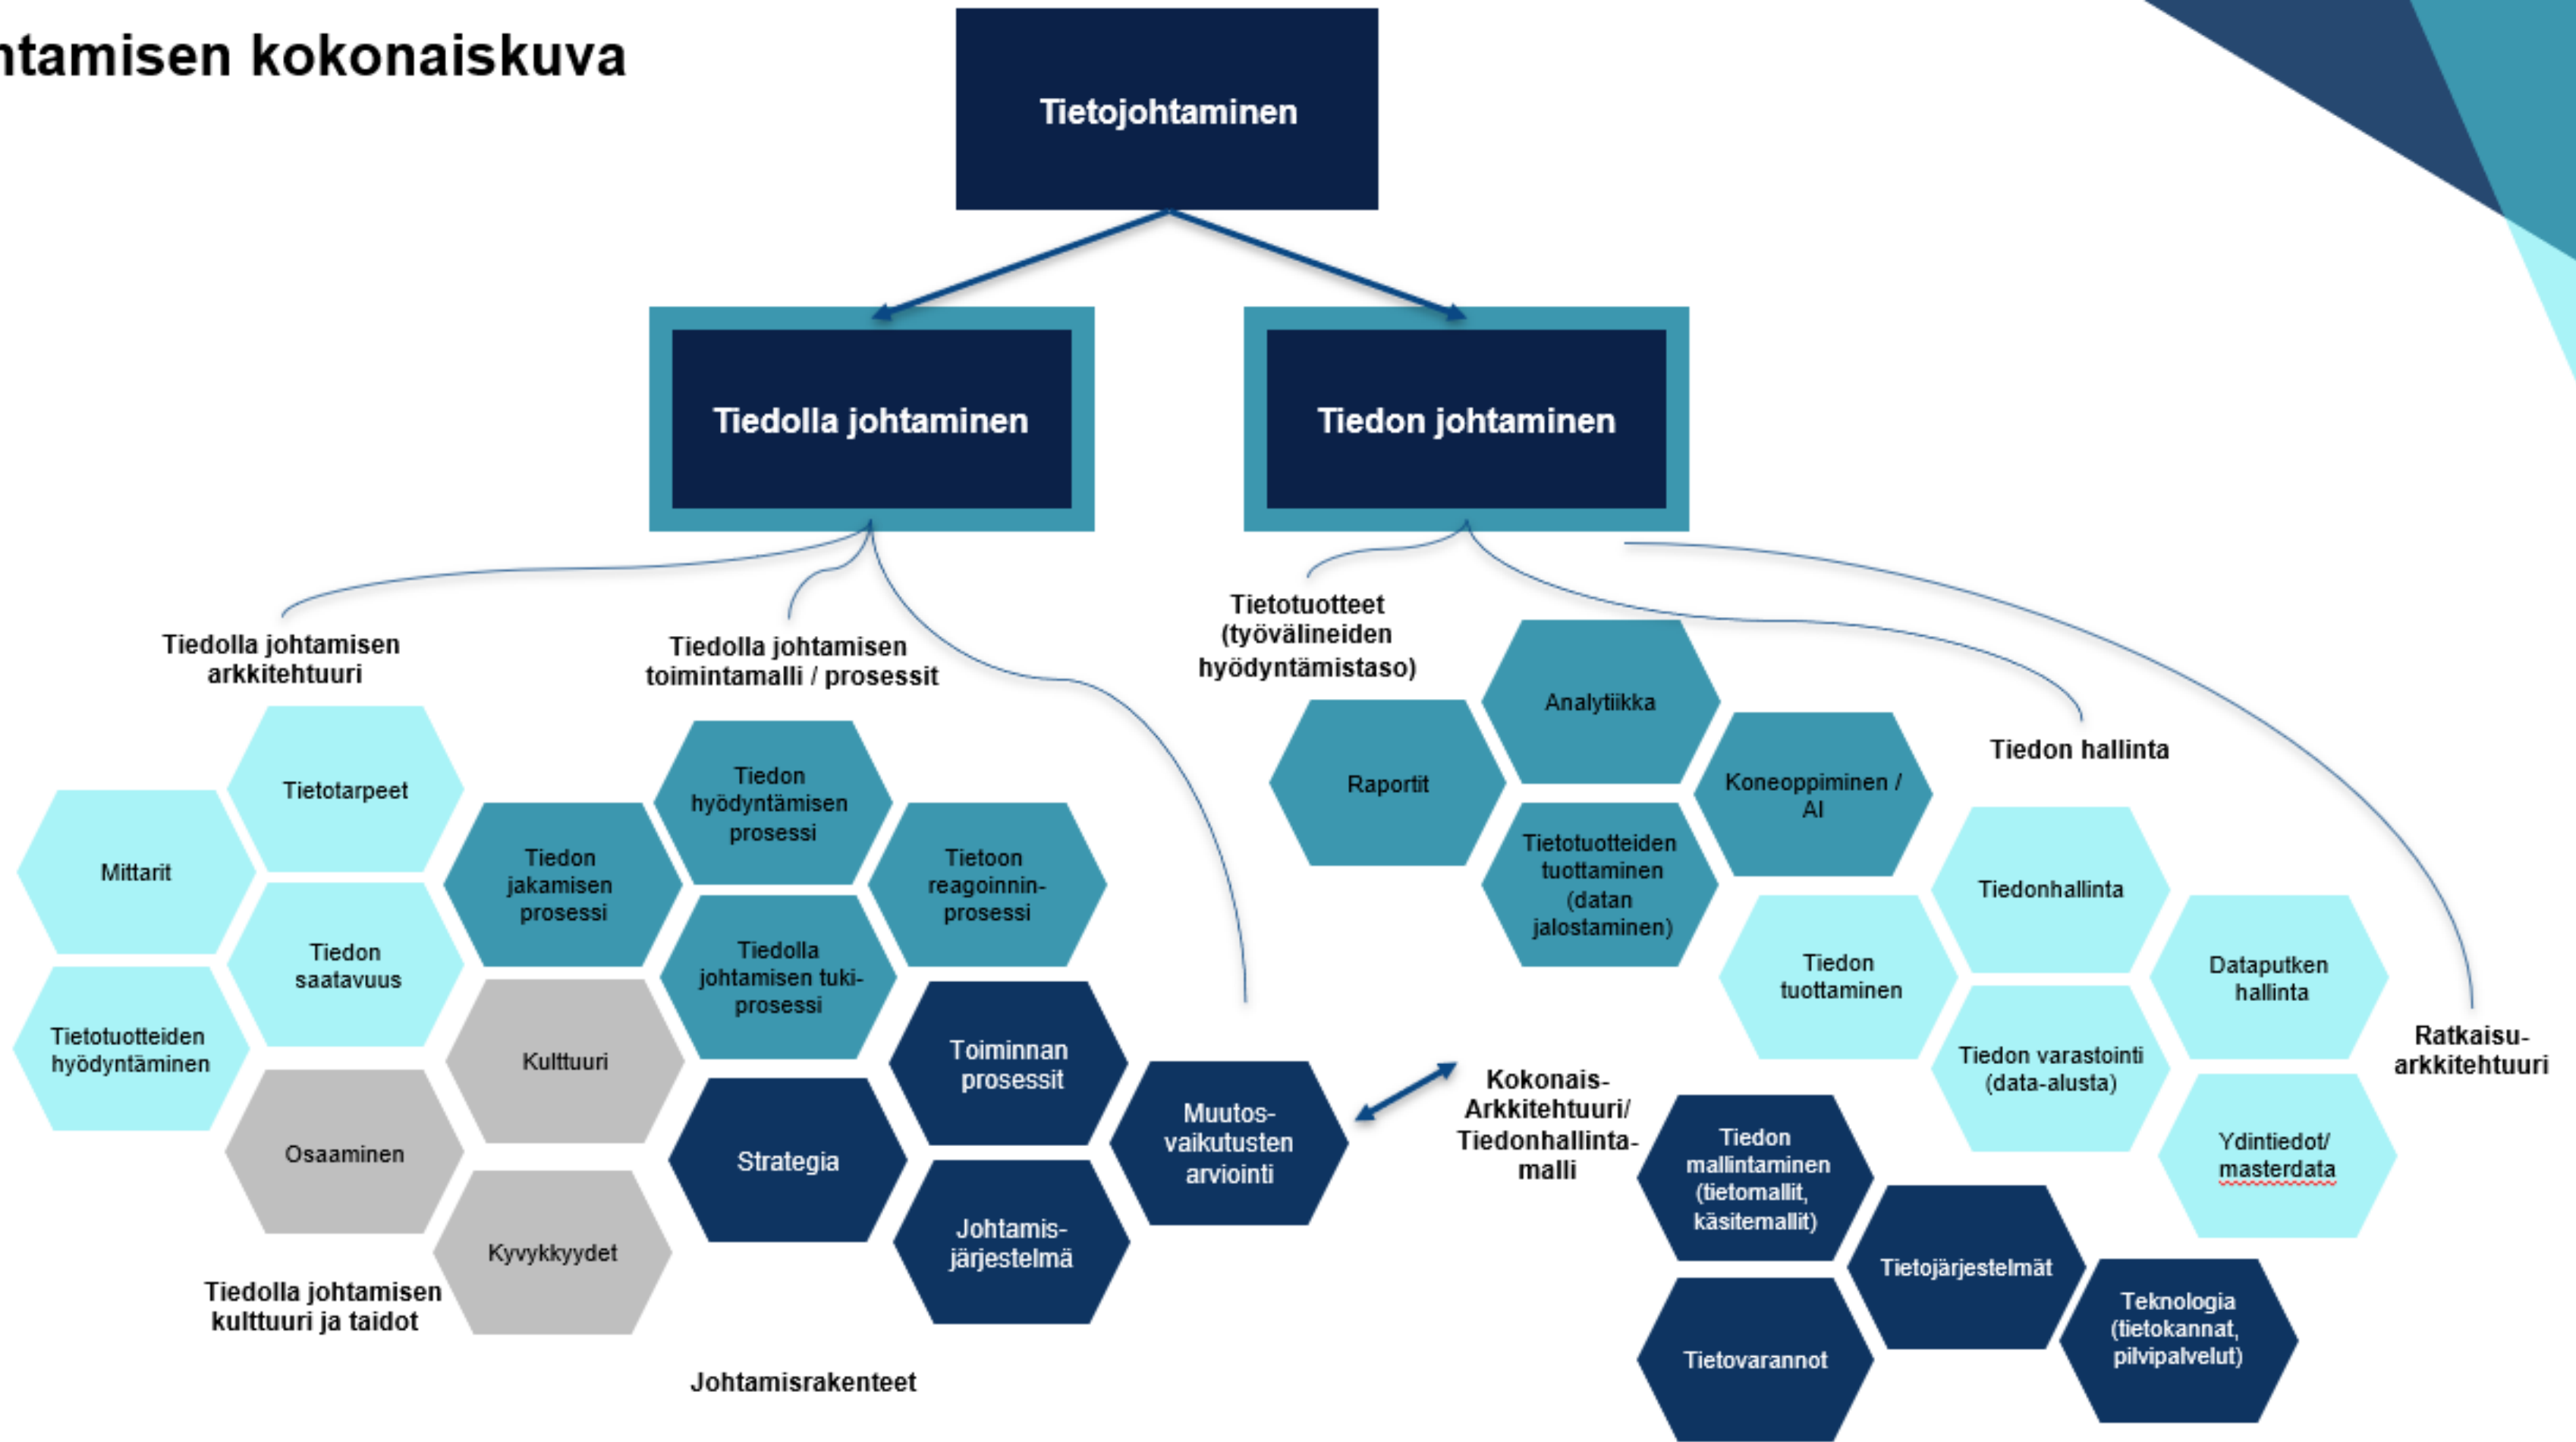 ntamisen kokonaiskuva
Tietojohtaminen
Tiedolla johtaminen
Tiedon johtaminen
Tiedolla johtamisen
arkkitehtuuri
Tietotarpeet
Mittarit
Tiedon
saatavuus
Tietotuotteiden
hyödyntäminen
Tiedolla johtamisen
toimintamalli / prosessit
Tiedon
hyödyntämisen
prosessi
Tiedon
jakamisen
prosessi
Tietoon
reagoinnin-
prosessi
Tiedolla
johtamisen tuki-
prosessi
Kulttuuri
Osaaminen
Kyvykkyydet
Tiedolla johtamisen
kulttuuri ja taidot
Toiminnan
prosessit
Strategia
Muutos-
vaikutusten
arviointi
Johtamis-
järjestelmä
Johtamisrakenteet
Tietotuotteet
(työvälineiden
hyödyntämistaso)
Analytiikka
Raportit
Koneoppiminen /
AI
Tietotuotteiden
tuottaminen
(datan
jalostaminen)
Tiedon hallinta
Tiedonhallinta
Tiedon
tuottaminen
Dataputken
hallinta
Tiedon varastointi
(data-alusta)
Ydintiedot/
masterdata
Ratkaisu-
arkkitehtuuri
Kokonais-
Arkkitehtuuri/
Tiedonhallinta-
malli
Tiedon
mallintaminen
(tietomallit,
käsitemallit)
Tietojärjestelmät
Teknologia
(tietokannat,
pilvipalvelut)
Tietovarannot